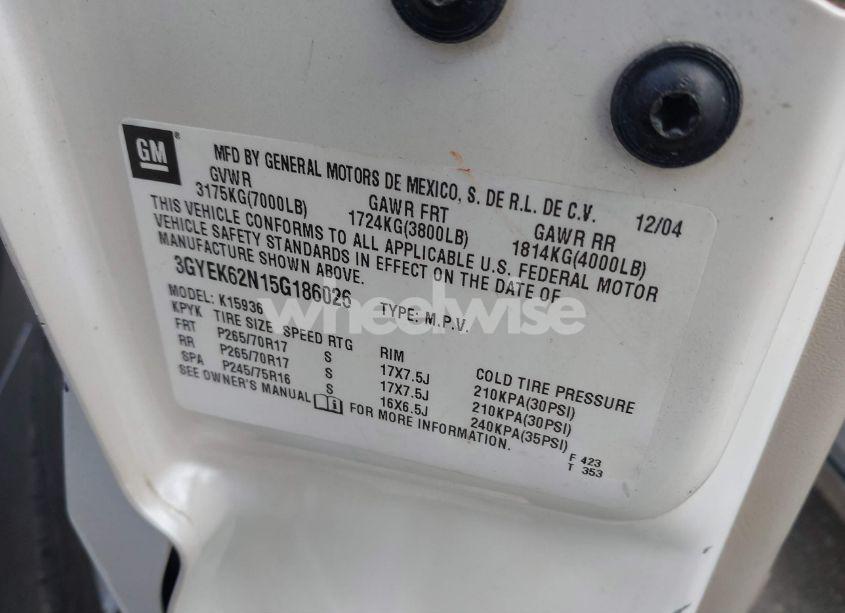 GM
MFD BY GENERAL MOTORS DE MEXICO, S. DE R.L. DE C.V. 12/04
GVWR GAWR FRT GAWR RR
3175KG(7000LB) 1724KG(3800LB) 1814KG(4000LB)
THIS VEHICLE CONFORMS TO ALL APPLICABLE U.S. FEDERAL MOTOR
VEHICLE SAFETY STANDARDS IN EFFECT ON THE DATE OF
MANUFACTURE SHOWN ABOVE.
3GYEK62N15G186026 TYPE: M.P.V.
MODEL: K15936
KPYK TIRE SIZE SPEED RTG RIM COLD TIRE PRESSURE
FRT P265/70R17 S 17X7.5J 210KPA(30PSI)
RR P265/70R17 S 17X7.5J 210KPA(30PSI)
SPA P245/75R16 S 16X6.5J 240KPA(35PSI)
SEE OWNER'S MANUAL i FOR MORE INFORMATION.
F 423
T 353
wheelwise